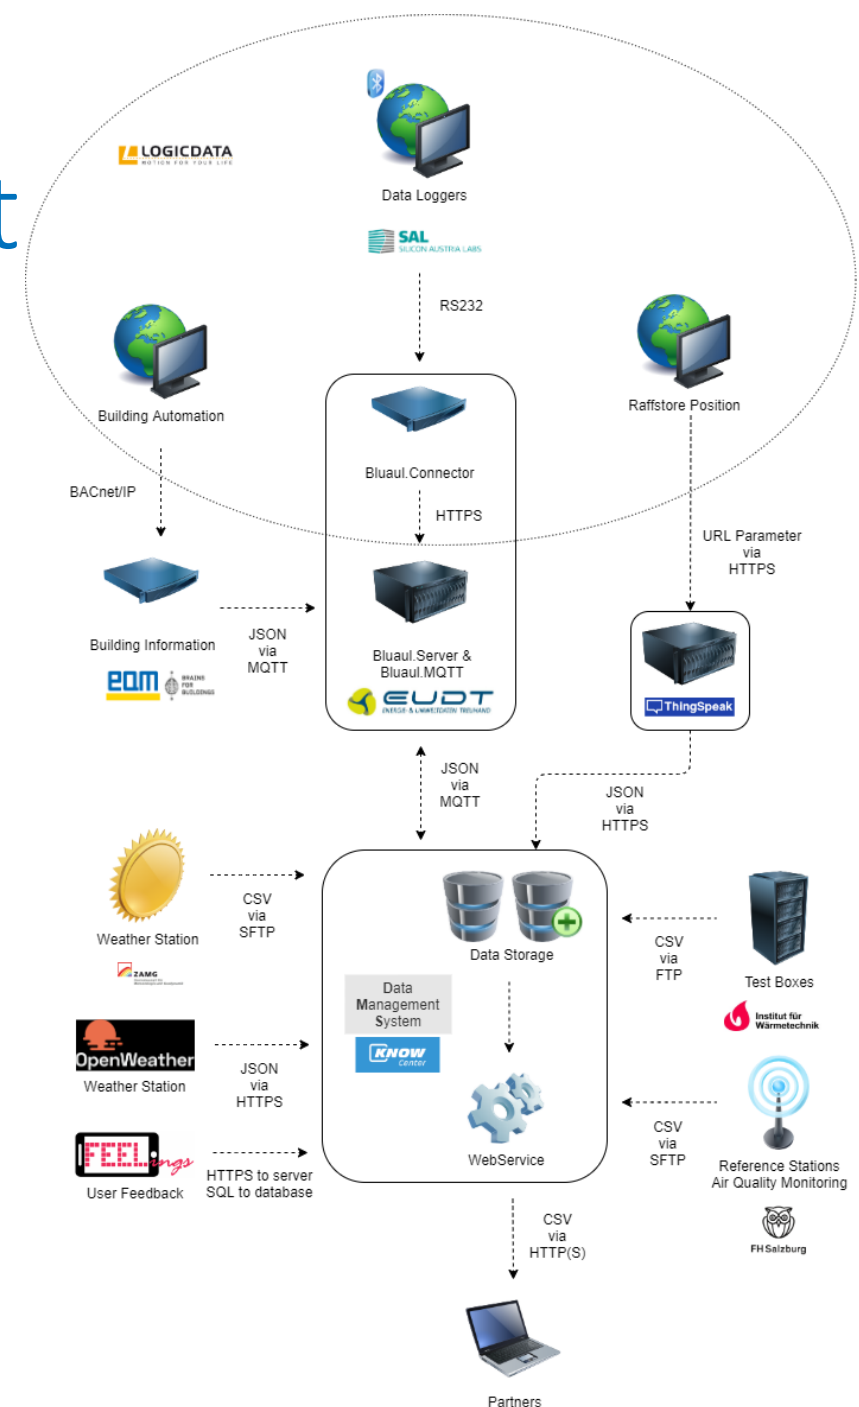 LOGICDATA
MOTION FOR YOUR LIFE
t
Data Loggers
SAL
SILICON AUSTRIA LABS
RS232
Building Automation
Raffstore Position
Bluaul.Connector
BACnet/IP
HTTPS
URL Parameter
via
HTTPS
Building Information
JSON
via
MQTT
Bluaul.Server &
Bluaul.MQTT
eam
BRAINS
FOR
BUILDINGS
EUDT
ENERGIE- & UMWELTDATEN TREUHAND
ThingSpeak
JSON
via
MQTT
JSON
via
HTTPS
Weather Station
ZAMG
CSV
via
SFTP
Data Storage
CSV
via
FTP
Test Boxes
Institut für
Wärmetechnik
Data
Management
System
KNOW
Center
OpenWeather
Weather Station
JSON
via
HTTPS
WebService
CSV
via
SFTP
Reference Stations
Air Quality Monitoring
FH Salzburg
FEELings
User Feedback
HTTPS to server
SQL to database
CSV
via
HTTP(S)
Partners